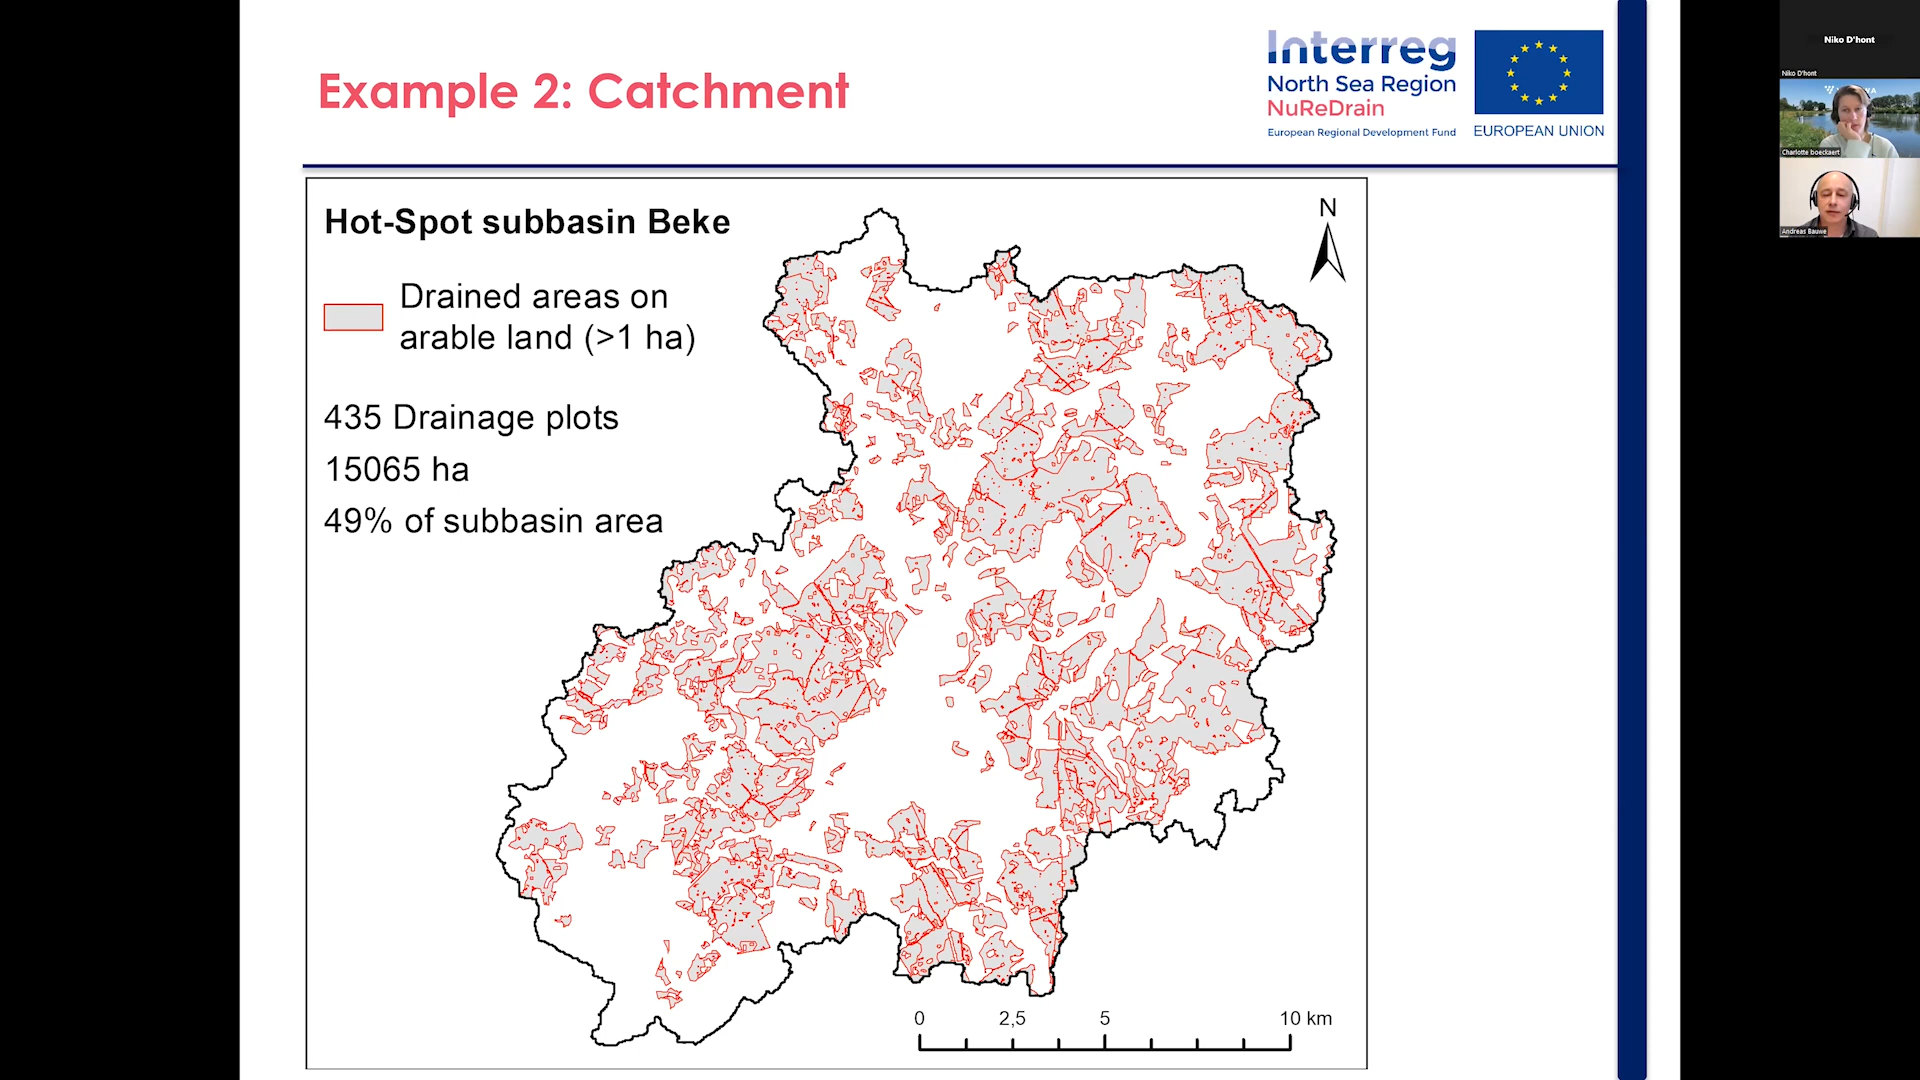 Example 2: Catchment
Interreg
North Sea Region
NuReDrain
European Regional Development Fund
EUROPEAN UNION
Hot-Spot subbasin Beke
Drained areas on
arable land (>1 ha)
435 Drainage plots
15065 ha
49% of subbasin area
N
0 2,5 5 10 km
Niko D'hont
Niko D'hont
Charlotte boeckaert
Andreas Bauwe